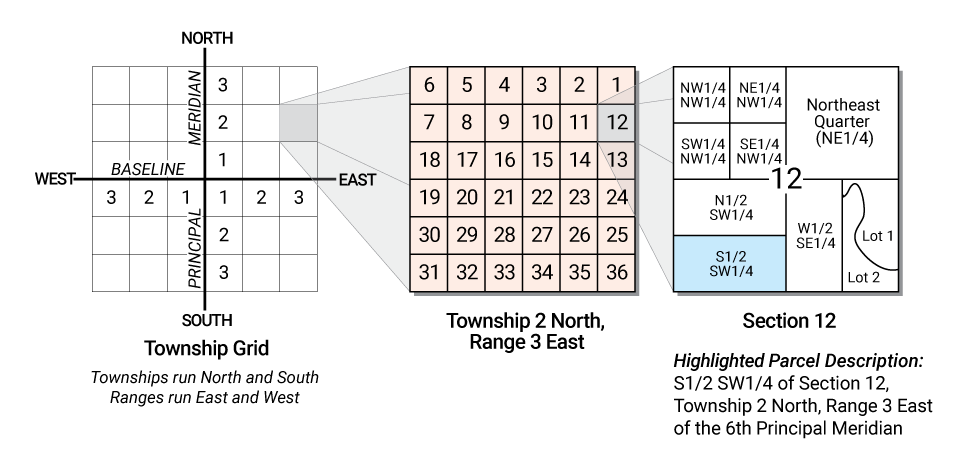 NORTH
MERIDIAN
3
2
1
BASELINE
WEST
EAST
3 2 1 1 2 3
PRINCIPAL
2
3
SOUTH
Township Grid
Townships run North and South
Ranges run East and West
6 5 4 3 2 1
7 8 9 10 11 12
18 17 16 15 14 13
19 20 21 22 23 24
30 29 28 27 26 25
31 32 33 34 35 36
Township 2 North,
Range 3 East
NW1/4
NW1/4
NE1/4
NW1/4
Northeast
Quarter
(NE1/4)
SW1/4
NW1/4
SE1/4
NW1/4
12
N1/2
SW1/4
W1/2
SE1/4
Lot 1
S1/2
SW1/4
Lot 2
Section 12
Highlighted Parcel Description:
S1/2 SW1/4 of Section 12,
Township 2 North, Range 3 East
of the 6th Principal Meridian